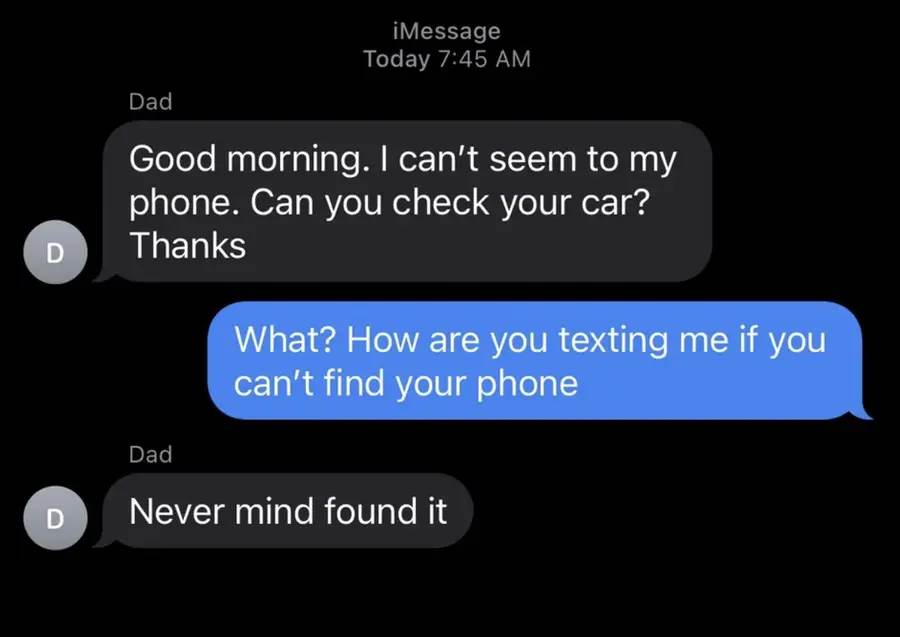 iMessage
Today 7:45 AM
Dad
Good morning. I can’t seem to my
phone. Can you check your car?
Thanks
D
What? How are you texting me if you
can’t find your phone
Dad
Never mind found it
D